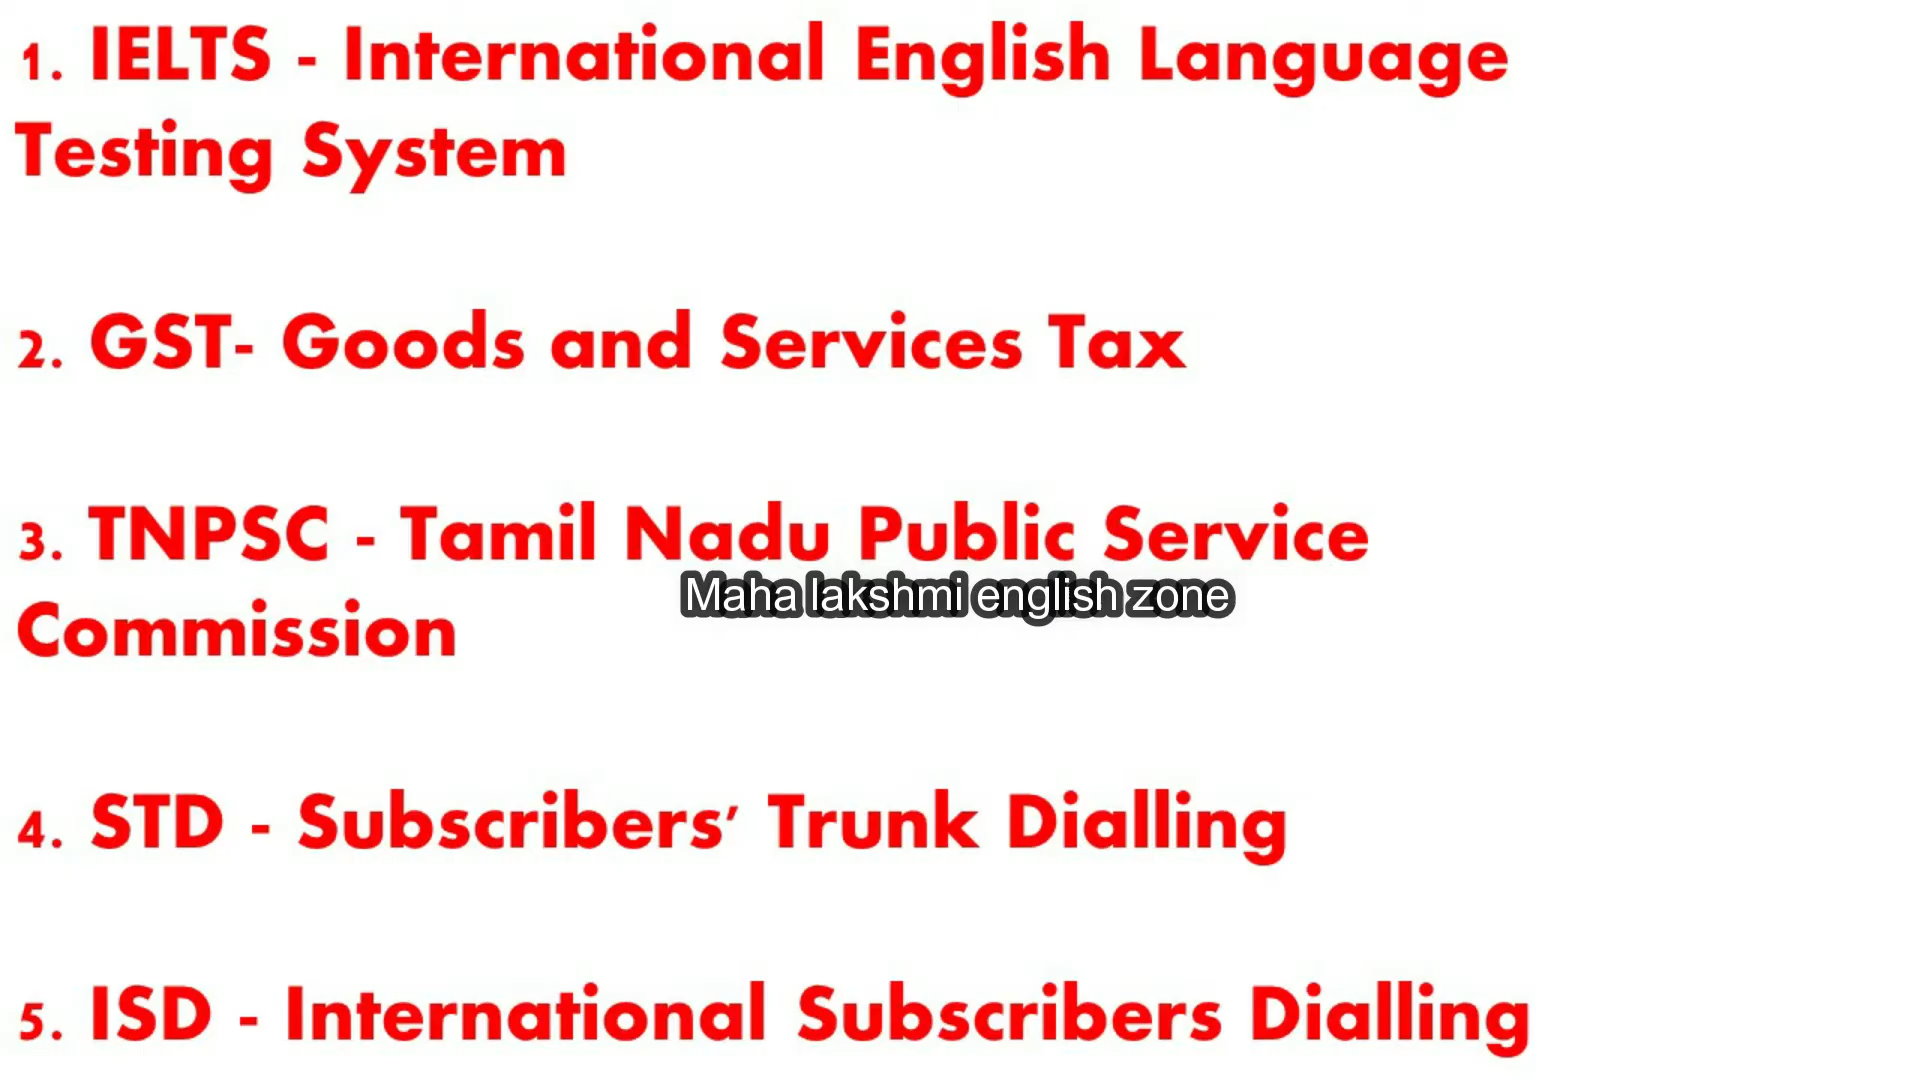 1. IELTS - International English Language
Testing System
2. GST- Goods and Services Tax
3. TNPSC - Tamil Nadu Public Service
Maha lakshmi english zone
Commission
4. STD - Subscribers’ Trunk Dialling
5. ISD - International Subscribers Dialling